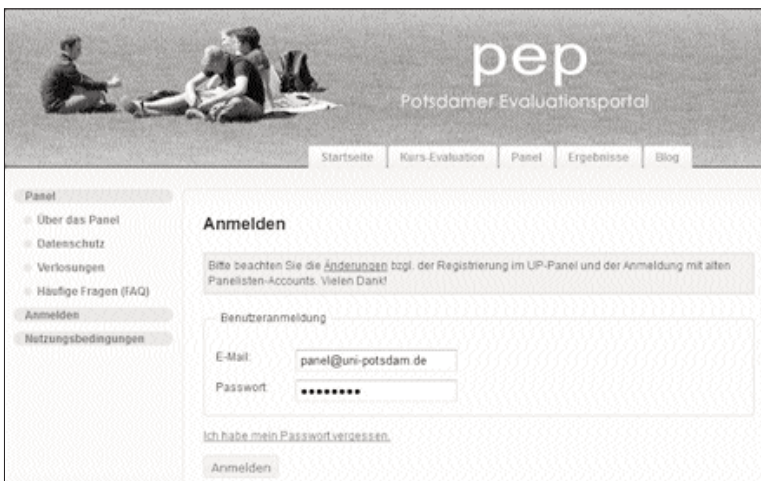 pep
Potsdamer Evaluationsportal
Startseite Kurs-Evaluation Panel Ergebnisse Blog
Panel
Über das Panel
Datenschutz
Verlosungen
Häufige Fragen (FAQ)
Anmelden
Nutzungsbedingungen
Anmelden
Bitte beachten Sie die Änderungen bzgl. der Registrierung im UP-Panel und der Anmeldung mit alten
Panelisten-Accounts. Vielen Dank!
Benutzeranmeldung
E-Mail: panel@uni-potsdam.de
Passwort: ••••••••
Ich habe mein Passwort vergessen.
Anmelden